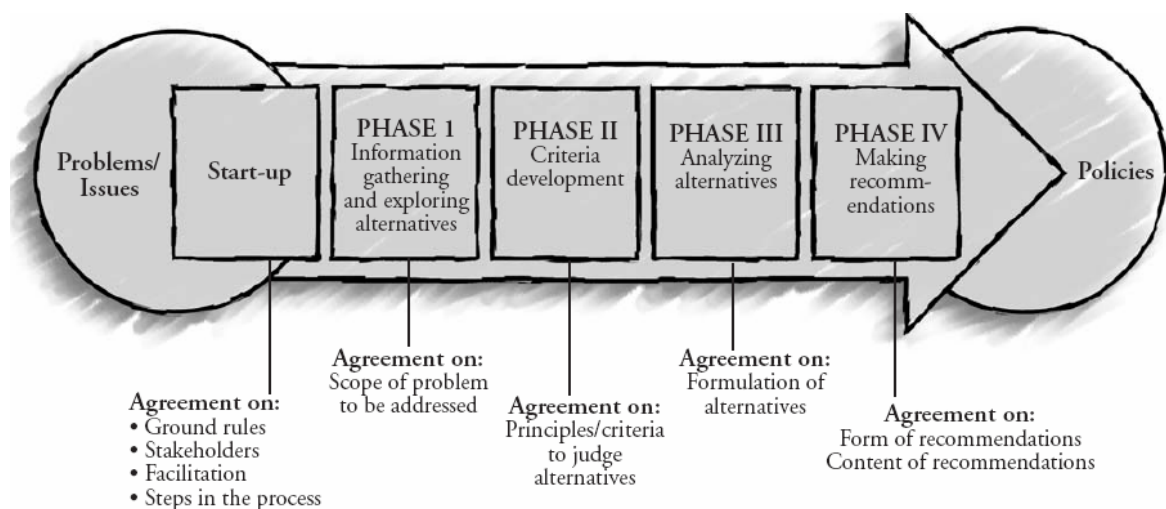 Problems/
Issues
Start-up
PHASE 1
Information
gathering
and exploring
alternatives
PHASE II
Criteria
development
PHASE III
Analyzing
alternatives
PHASE IV
Making
recomm-
endations
Policies
Agreement on:
• Ground rules
• Stakeholders
• Facilitation
• Steps in the process
Agreement on:
Scope of problem
to be addressed
Agreement on:
Principles/criteria
to judge
alternatives
Agreement on:
Formulation of
alternatives
Agreement on:
Form of recommendations
Content of recommendations